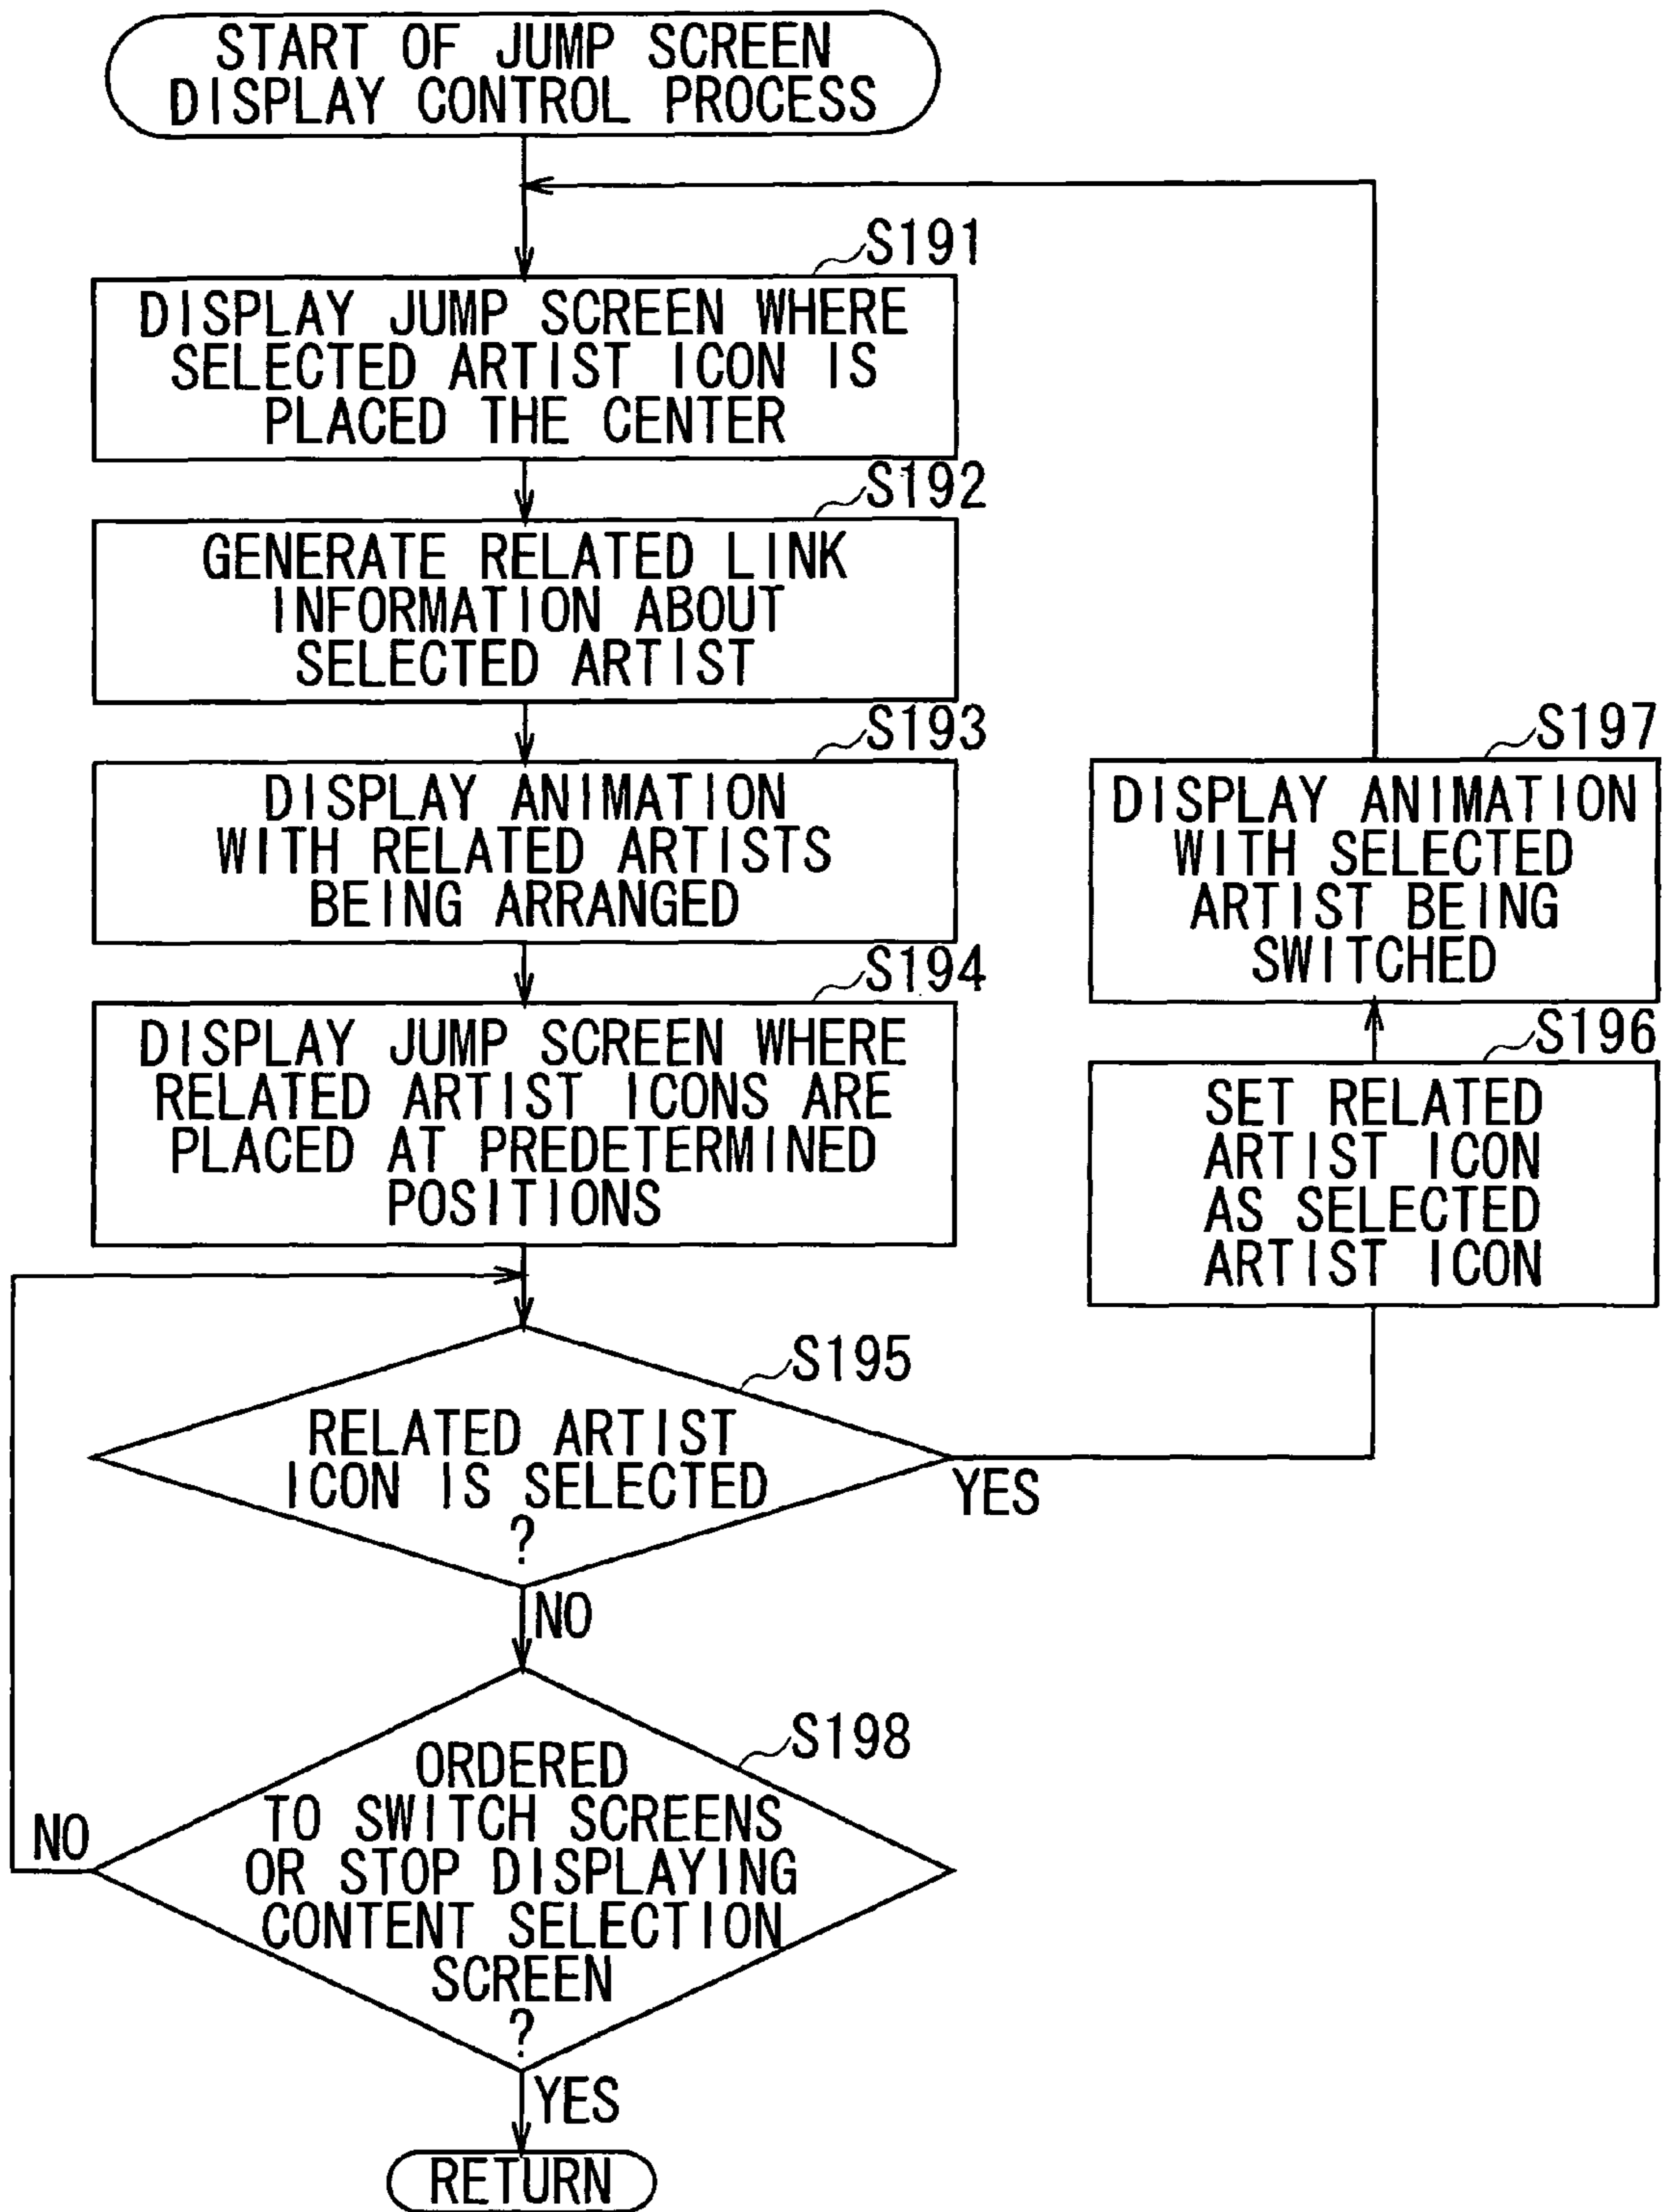 START OF JUMP SCREEN
DISPLAY CONTROL PROCESS
S191
DISPLAY JUMP SCREEN WHERE
SELECTED ARTIST ICON IS
PLACED THE CENTER
S192
GENERATE RELATED LINK
INFORMATION ABOUT
SELECTED ARTIST
S193
DISPLAY ANIMATION
WITH RELATED ARTISTS
BEING ARRANGED
S194
DISPLAY JUMP SCREEN WHERE
RELATED ARTIST ICONS ARE
PLACED AT PREDETERMINED
POSITIONS
S195
RELATED ARTIST
ICON IS SELECTED
?
YES
NO
S196
SET RELATED
ARTIST ICON
AS SELECTED
ARTIST ICON
S197
DISPLAY ANIMATION
WITH SELECTED
ARTIST BEING
SWITCHED
S198
ORDERED
TO SWITCH SCREENS
OR STOP DISPLAYING
CONTENT SELECTION
SCREEN
?
NO
YES
RETURN